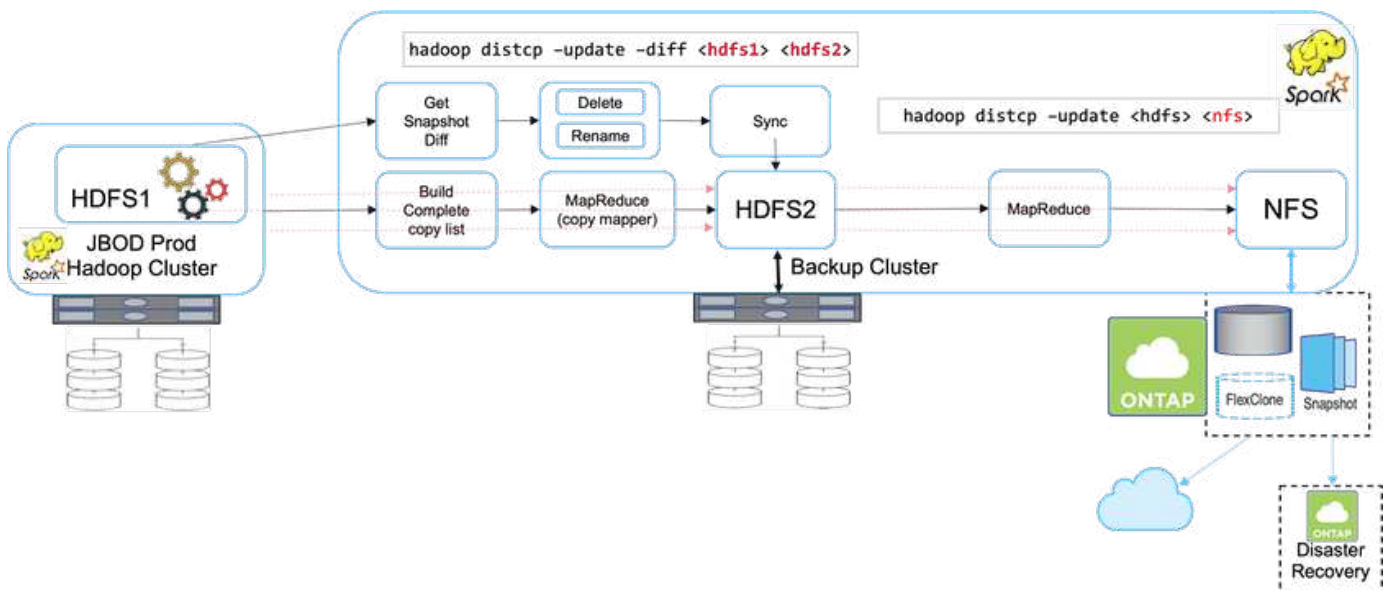 hadoop distcp –update –diff <hdfs1> <hdfs2>
Spark
hadoop distcp –update <hdfs> <nfs>
Get
Snapshot
Diff
Delete
Rename
Sync
HDFS1
JBOD Prod
Hadoop Cluster
Spark
Build
Complete
copy list
MapReduce
(copy mapper)
HDFS2
MapReduce
NFS
Backup Cluster
ONTAP
FlexClone
Snapshot
ONTAP
Disaster
Recovery